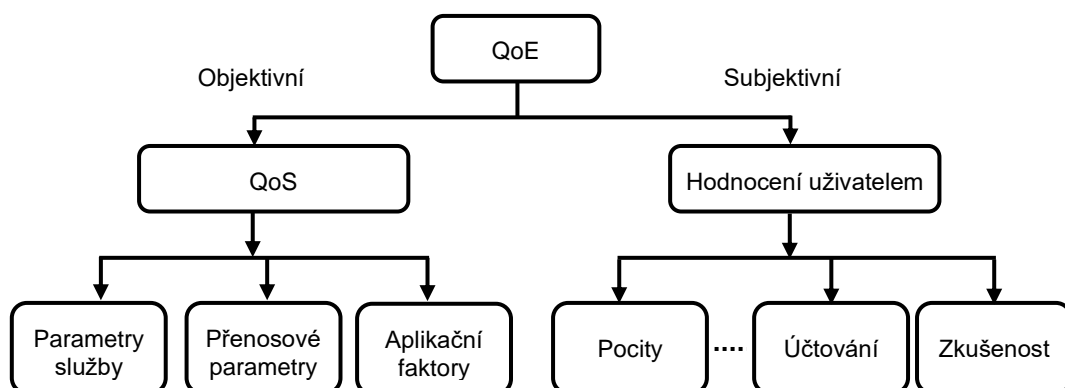 QoE
Objektivní
Subjektivní
QoS
Hodnocení uživatelem
Parametry
služby
Přenosové
parametry
Aplikační
faktory
Pocity
....
Účtování
Zkušenost